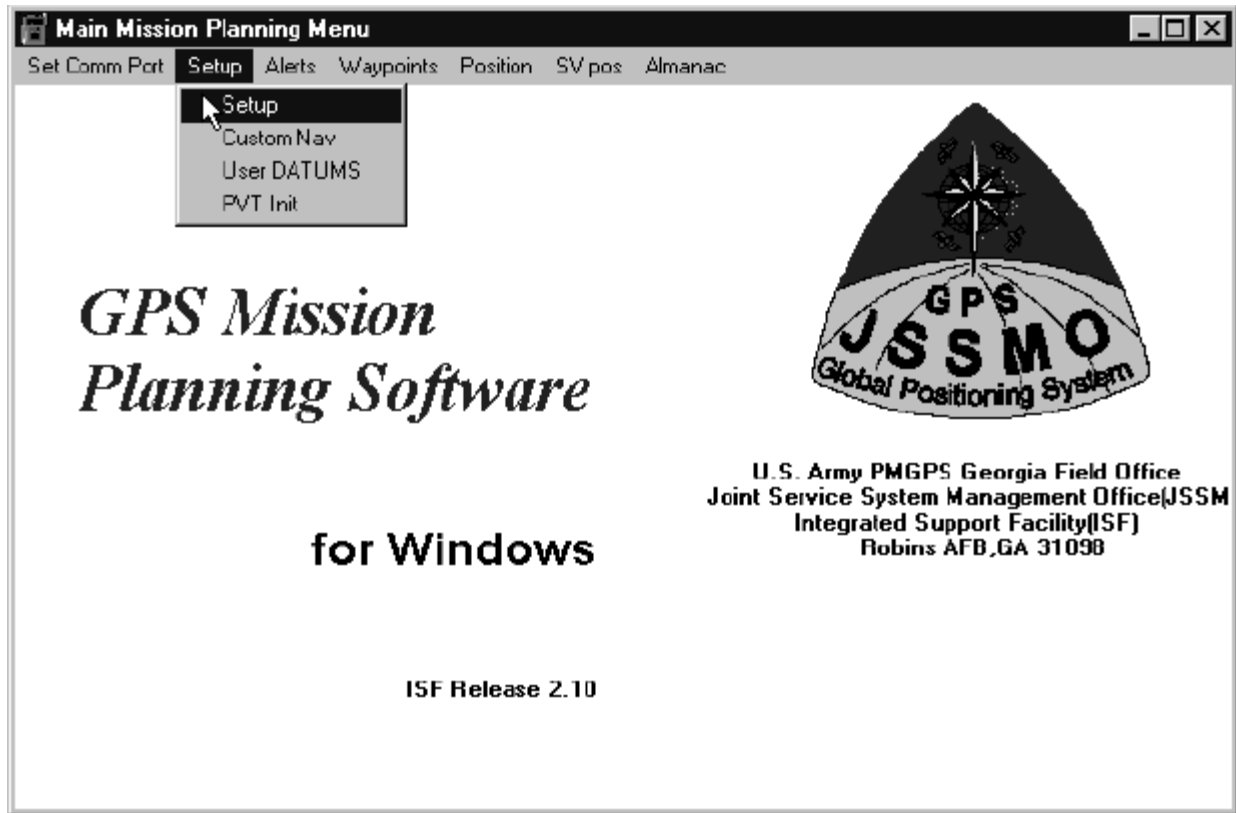 Main Mission Planning Menu
Set Comm Port Setup Alerts Waypoints Position SV pos Almanac
Setup
Custom Nav
User DATUMS
PVT Init
GPS Mission
Planning Software
for Windows
ISF Release 2.10
GPS
JSSMO
Global Positioning System
U.S. Army PMGPS Georgia Field Office
Joint Service System Management Office(JSSM
Integrated Support Facility(ISF)
Robins AFB,GA 31098